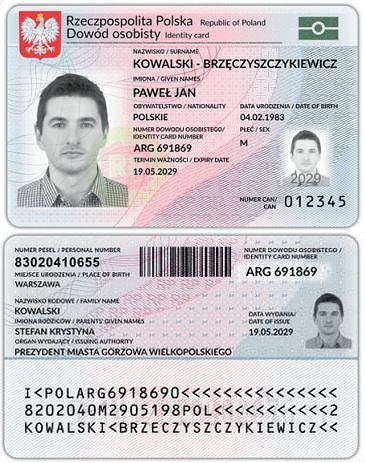 Rzeczpospolita Polska Republic of Poland
Dowód osobisty Identity card
NAZWISKO / SURNAME
KOWALSKI - BRZĘCZYSZCZYKIEWICZ
IMIONA / GIVEN NAMES
PAWEŁ JAN
OBYWATELSTWO / NATIONALITY DATA URODZENIA / DATE OF BIRTH
POLSKIE 04.02.1983
NUMER DOWODU OSOBISTEGO/ PŁEĆ / SEX
IDENTITY CARD NUMBER
ARG 691869 M
TERMIN WAŻNOŚCI / EXPIRY DATE
19.05.2029
2029
NUMER CAN/
CAN 012345
NUMER PESEL / PERSONAL NUMBER NUMER DOWODU OSOBISTEGO /
IDENTITY CARD NUMBER
83020410655
ARG 691869
MIEJSCE URODZENIA / PLACE OF BIRTH
WARSZAWA
NAZWISKO RODOWE / FAMILY NAME
KOWALSKI
IMIONA RODZICÓW / PARENTS' GIVEN NAMES
STEFAN KRYSTYNA
DATA WYDANIA/
DATE OF ISSUE
19.05.2029
ORGAN WYDAJĄCY / ISSUING AUTHORITY
PREZYDENT MIASTA GORZOWA WIELKOPOLSKIEGO
I<POLARG6918690<<<<<<<<<<<<<<<
8202040M2905198POL<<<<<<<<<<<2
KOWALSKI<BRZECZYSZCZYKIEWICZ<<